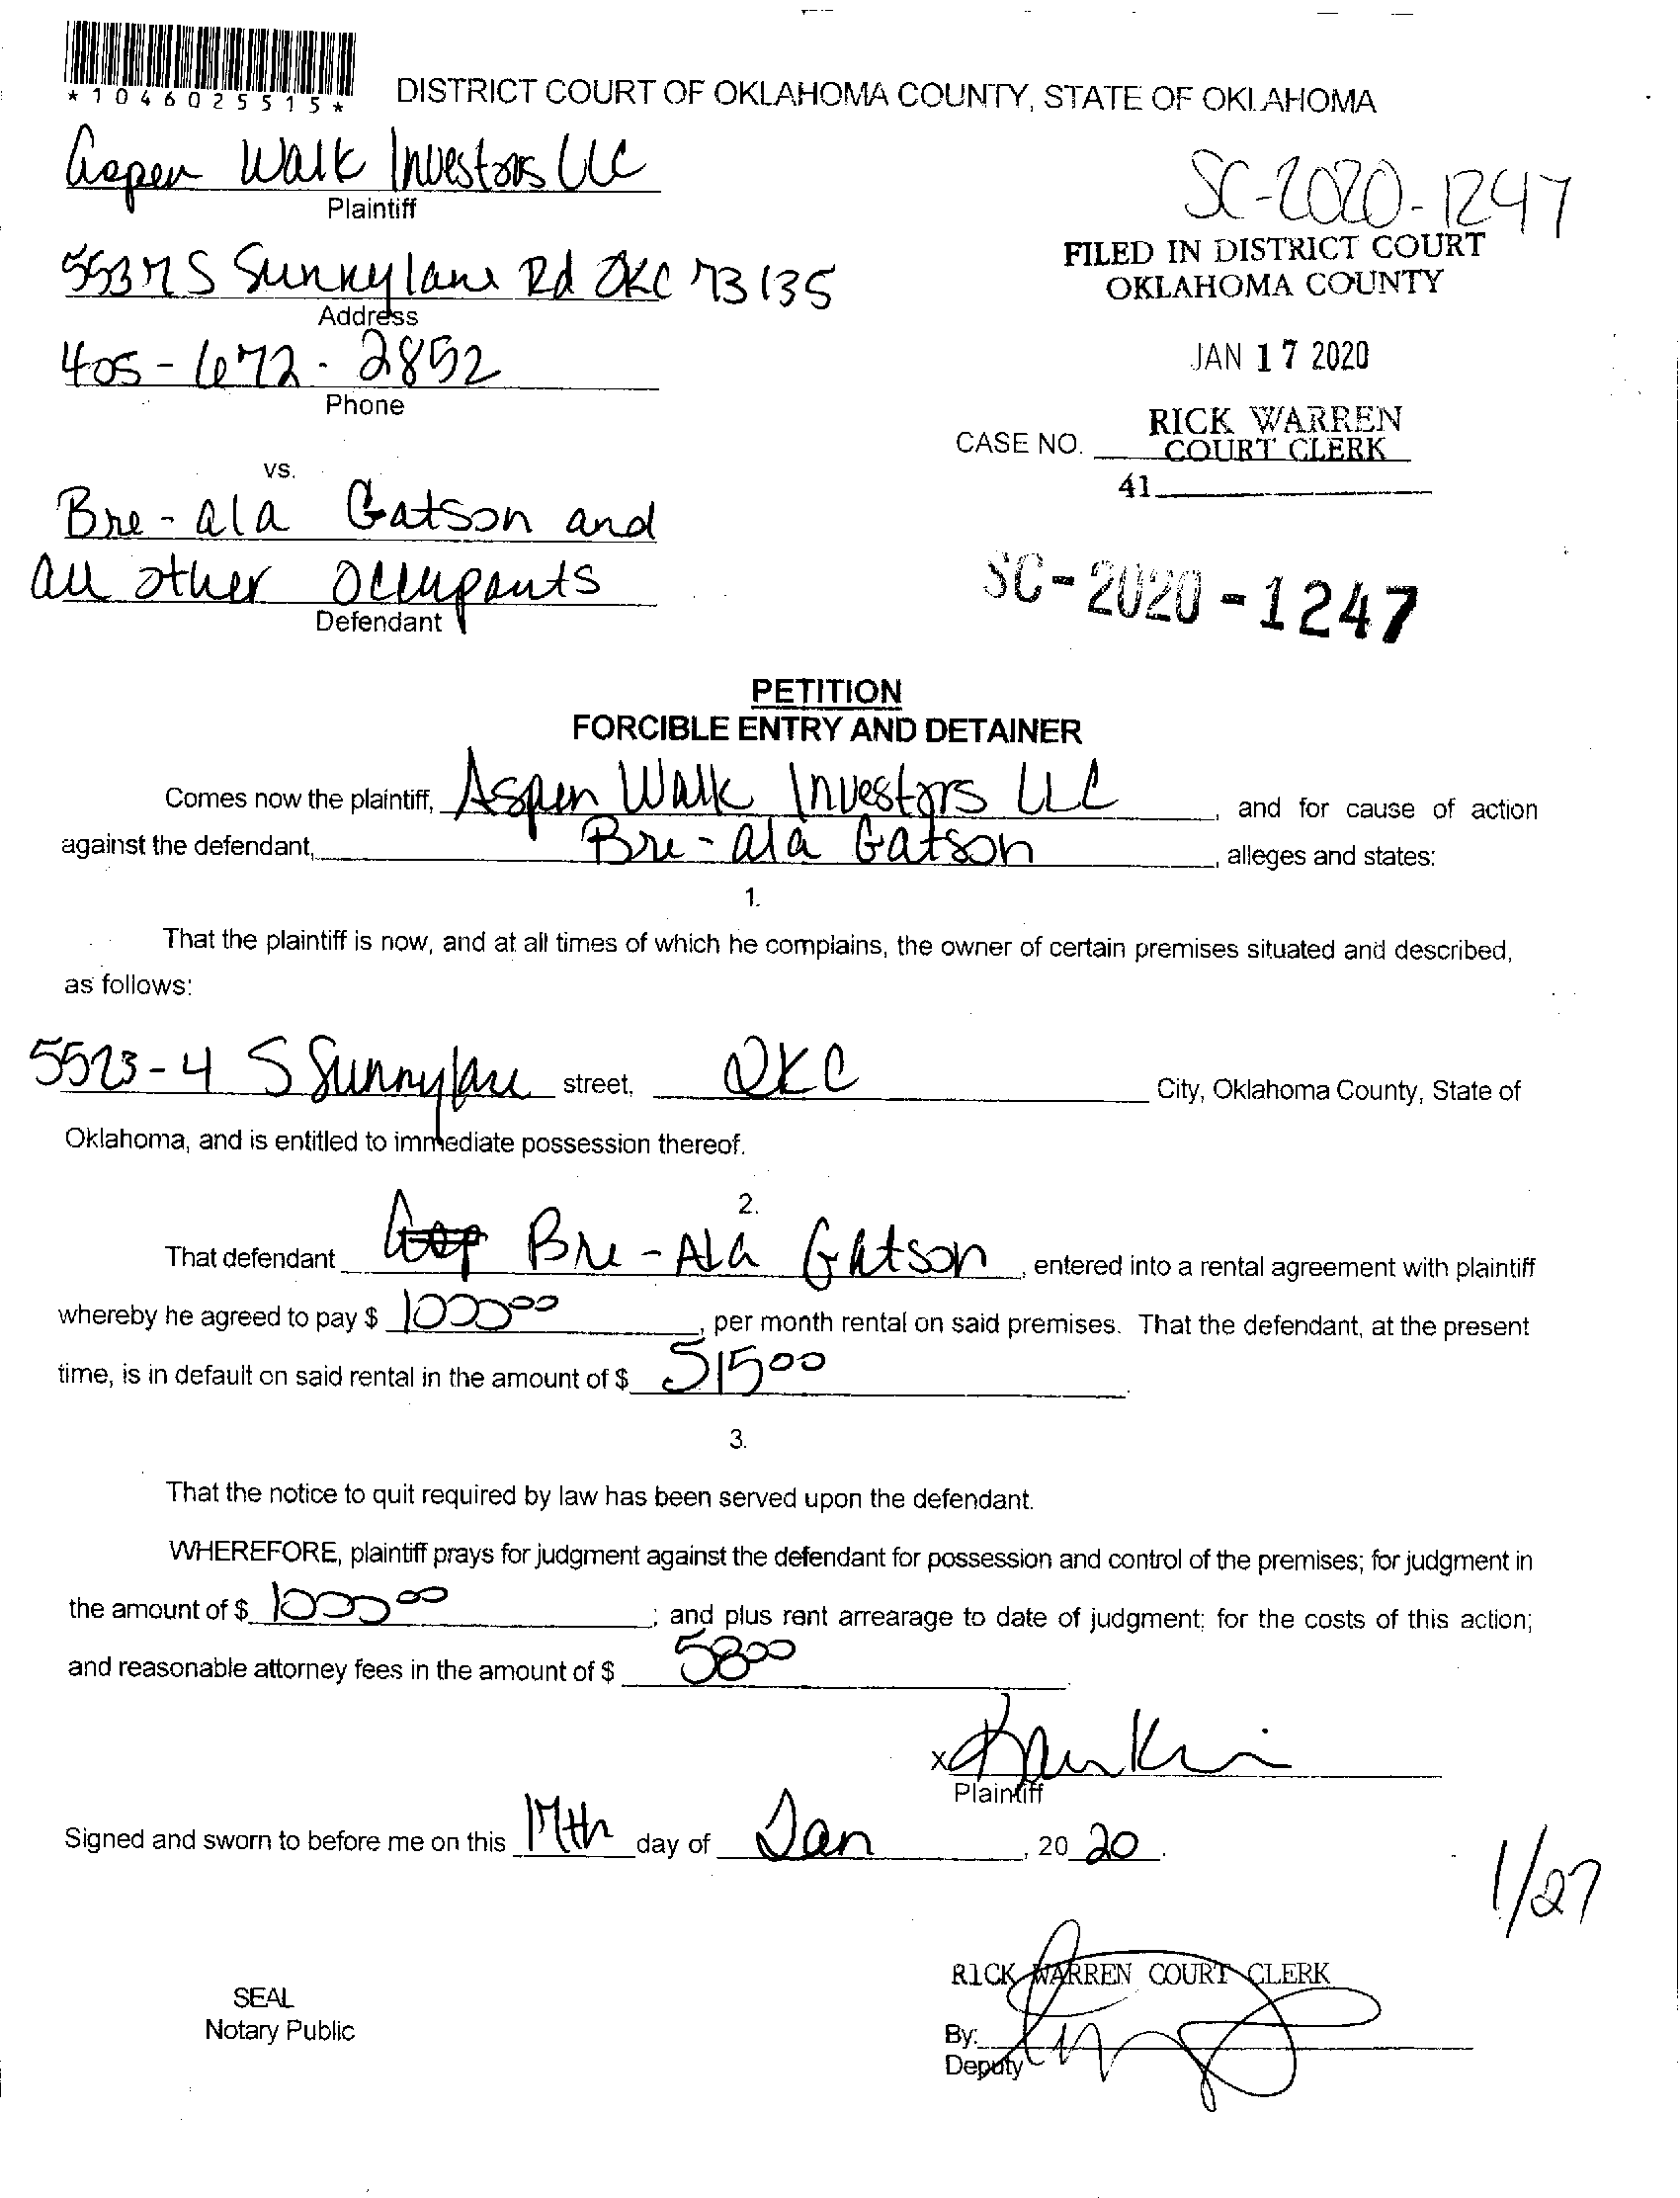 *1046025515*
DISTRICT COURT OF OKLAHOMA COUNTY, STATE OF OKLAHOMA
Aspen Walk Investors LLC
Plaintiff
SC-2020-1247
FILED IN DISTRICT COURT
OKLAHOMA COUNTY
5537 S Sunnylane Rd OKC 73135
Address
JAN 17 2020
405-672-2852
Phone
RICK WARREN
CASE NO. COURT CLERK
41
vs.
Bre-ala Gatson and
all other Occupants
Defendant
SC-2020-1247
PETITION
FORCIBLE ENTRY AND DETAINER
Comes now the plaintiff, Aspen Walk Investors LLC, and for cause of action
against the defendant, Bre-ala Gatson, alleges and states:
1.
That the plaintiff is now, and at all times of which he complains, the owner of certain premises situated and described,
as follows:
5523-4 S Sunnylane street, OKC City, Oklahoma County, State of
Oklahoma, and is entitled to immediate possession thereof.
2.
That defendant Bre-Ala Gatson, entered into a rental agreement with plaintiff
whereby he agreed to pay $ 1000 00, per month rental on said premises. That the defendant, at the present
time, is in default on said rental in the amount of $ 515 00.
3.
That the notice to quit required by law has been served upon the defendant.
WHEREFORE, plaintiff prays for judgment against the defendant for possession and control of the premises; for judgment in
the amount of $ 1000 00; and plus rent arrearage to date of judgment; for the costs of this action;
and reasonable attorney fees in the amount of $ 58 00.
x
Plaintiff
Signed and sworn to before me on this 17th day of Jan, 20 20.
1/27
RICK WARREN COURT CLERK
SEAL
Notary Public
By:
Deputy